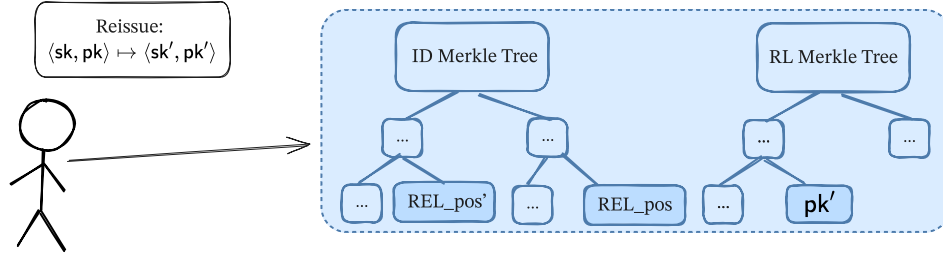 Reissue:
⟨sk, pk⟩ ↦ ⟨sk′, pk′⟩
ID Merkle Tree
RL Merkle Tree
...
...
...
...
...
REL_pos’
...
REL_pos
...
pk′